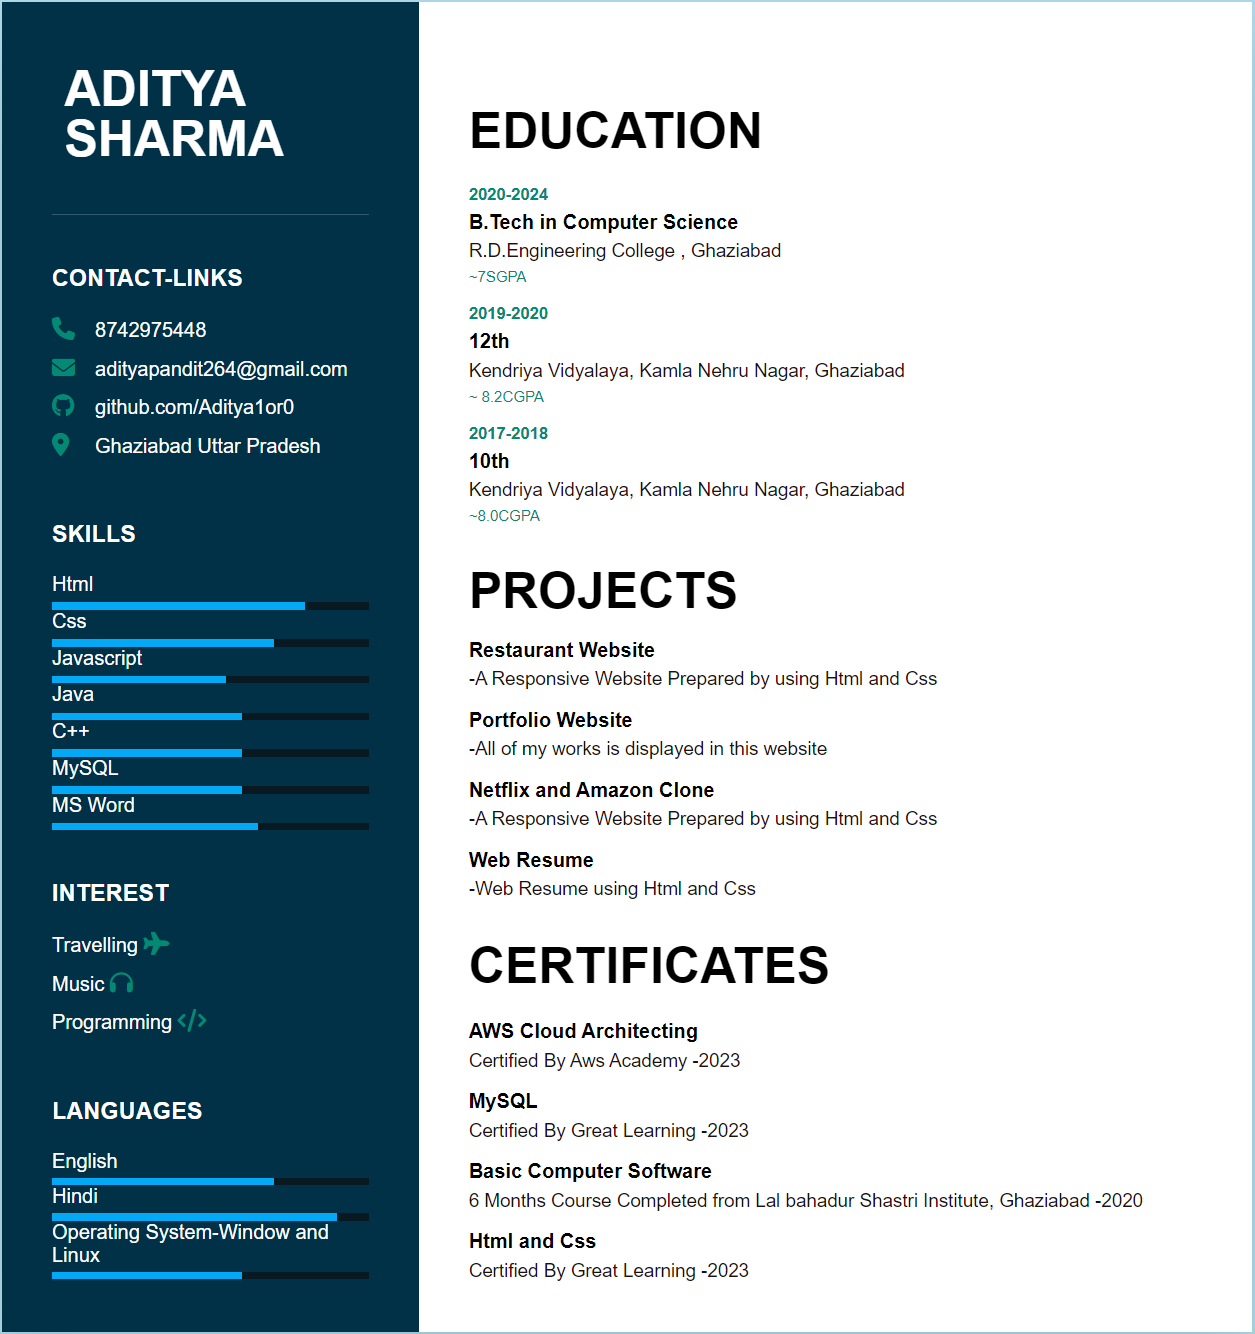 ADITYA
SHARMA
CONTACT-LINKS
8742975448
adityapandit264@gmail.com
github.com/Aditya1or0
Ghaziabad Uttar Pradesh
SKILLS
Html
Css
Javascript
Java
C++
MySQL
MS Word
INTEREST
Travelling
Music
Programming
LANGUAGES
English
Hindi
Operating System-Window and
Linux
EDUCATION
2020-2024
B.Tech in Computer Science
R.D.Engineering College , Ghaziabad
~7SGPA
2019-2020
12th
Kendriya Vidyalaya, Kamla Nehru Nagar, Ghaziabad
~ 8.2CGPA
2017-2018
10th
Kendriya Vidyalaya, Kamla Nehru Nagar, Ghaziabad
~8.0CGPA
PROJECTS
Restaurant Website
-A Responsive Website Prepared by using Html and Css
Portfolio Website
-All of my works is displayed in this website
Netflix and Amazon Clone
-A Responsive Website Prepared by using Html and Css
Web Resume
-Web Resume using Html and Css
CERTIFICATES
AWS Cloud Architecting
Certified By Aws Academy -2023
MySQL
Certified By Great Learning -2023
Basic Computer Software
6 Months Course Completed from Lal bahadur Shastri Institute, Ghaziabad -2020
Html and Css
Certified By Great Learning -2023